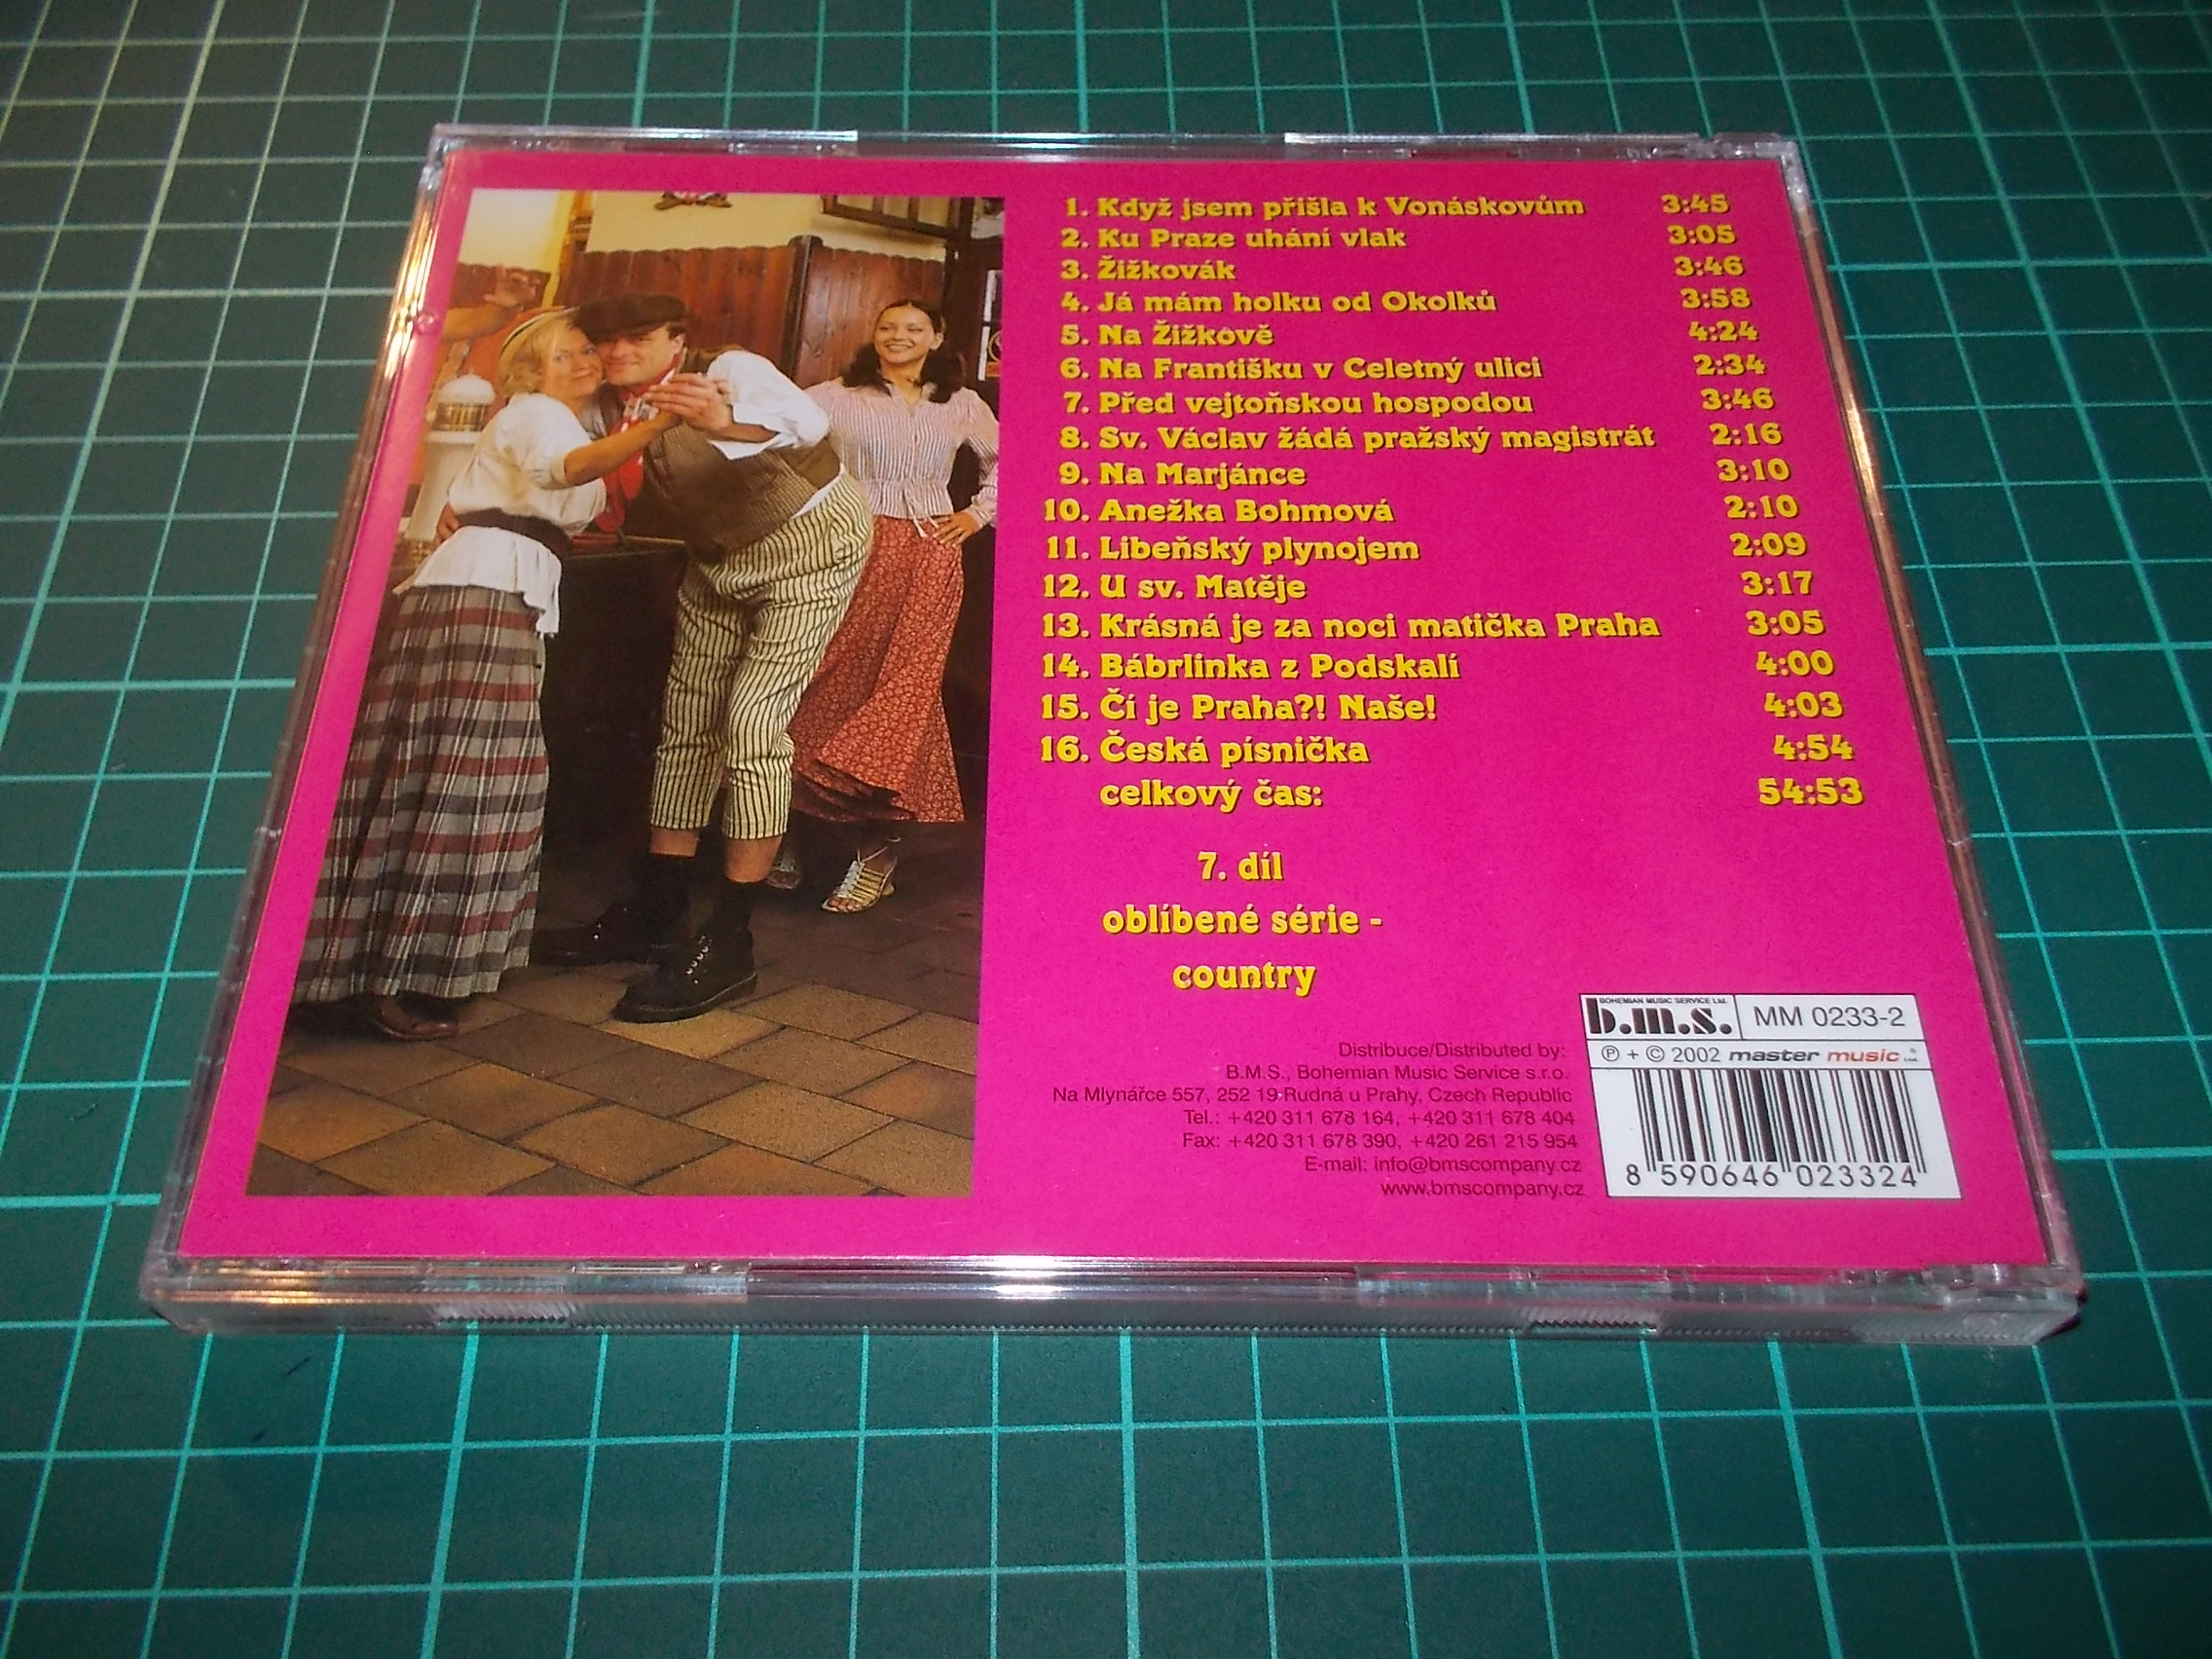 1. Když jsem přišla k Vonáskovům 3:45
2. Ku Praze uhání vlak 3:05
3. Žižkovák 3:46
4. Já mám holku od Okolků 3:58
5. Na Žižkově 4:24
6. Na Františku v Celetný ulici 2:34
7. Před vejtoňskou hospodou 3:46
8. Sv. Václav žádá pražský magistrát 2:16
9. Na Marjánce 3:10
10. Anežka Bohmová 2:10
11. Libeňský plynojem 2:09
12. U sv. Matěje 3:17
13. Krásná je za noci matička Praha 3:05
14. Bábrlinka z Podskalí 4:00
15. Čí je Praha?! Naše! 4:03
16. Česká písnička 4:54
celkový čas: 54:53
7. díl
oblíbené série -
country
Distribuce/Distributed by:
B.M.S., Bohemian Music Service s.r.o.
Na Mlynářce 557, 252 19 Rudná u Prahy, Czech Republic
Tel.: +420 311 678 164, +420 311 678 404
Fax: +420 311 678 390, +420 261 215 954
E-mail: info@bmscompany.cz
www.bmscompany.cz
BOHEMIAN MUSIC SERVICE Ltd.
b.m.s. MM 0233-2
℗ + © 2002 master music Ltd.
8 590646 023324